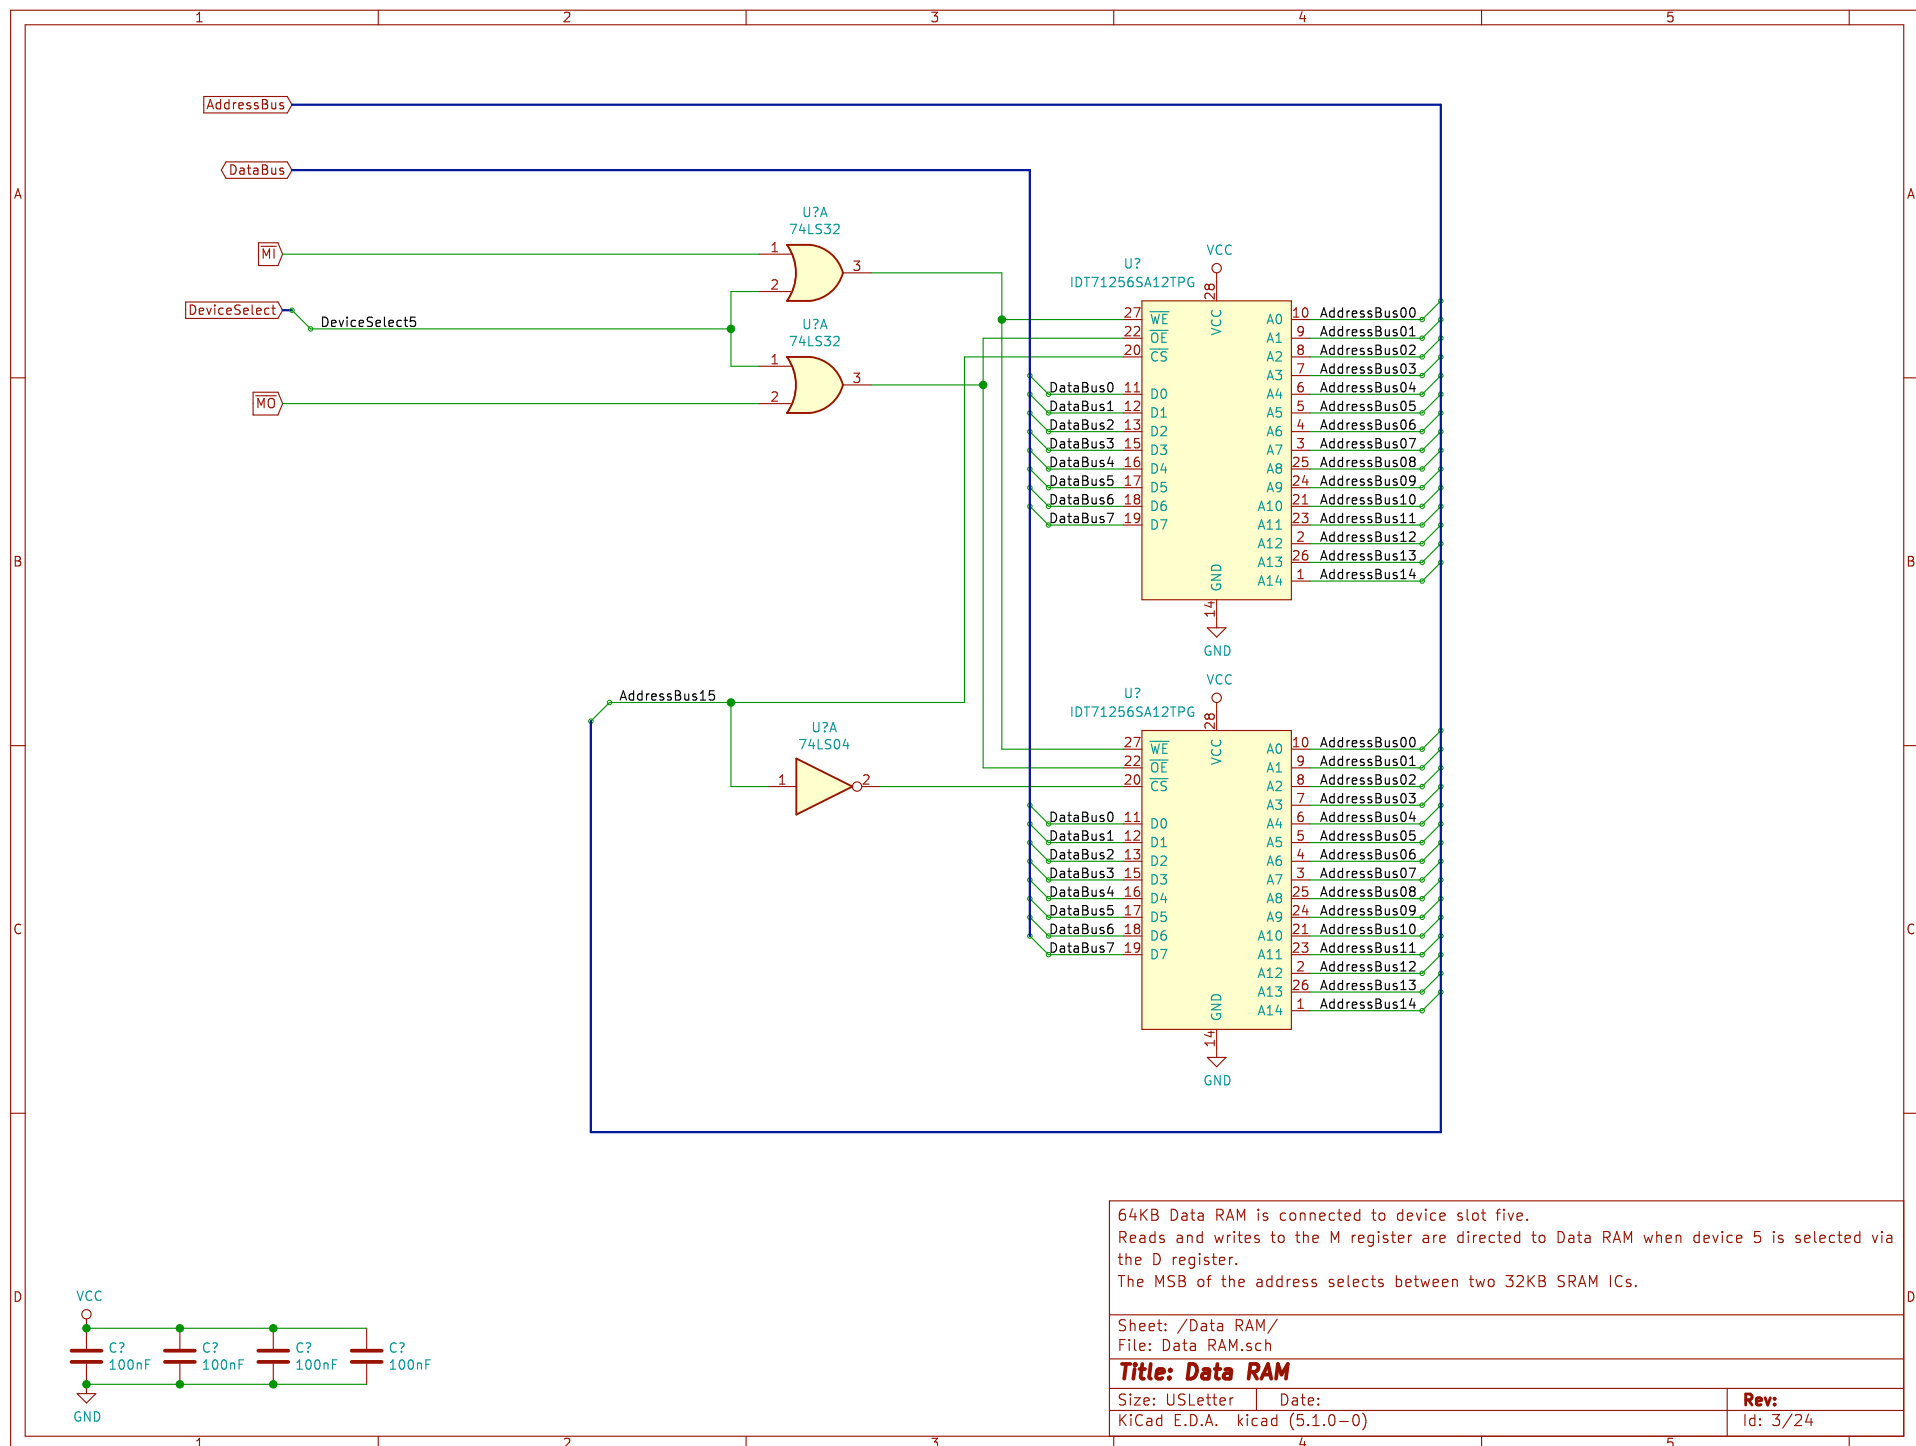 1 2 3 4 5
AddressBus
DataBus
A A
U?A
74LS32
MI
1
2
3
VCC
U?
IDT71256SA12TPG
28
DeviceSelect
DeviceSelect5
U?A
74LS32
MO
1
2
3
VCC
27 WE A0 10 AddressBus00
22 OE A1 9 AddressBus01
20 CS A2 8 AddressBus02
A3 7 AddressBus03
DataBus0 11 D0 A4 6 AddressBus04
DataBus1 12 D1 A5 5 AddressBus05
DataBus2 13 D2 A6 4 AddressBus06
DataBus3 15 D3 A7 3 AddressBus07
DataBus4 16 D4 A8 25 AddressBus08
DataBus5 17 D5 A9 24 AddressBus09
DataBus6 18 D6 A10 21 AddressBus10
DataBus7 19 D7 A11 23 AddressBus11
A12 2 AddressBus12
B B
A13 26 AddressBus13
GND A14 1 AddressBus14
14
GND
VCC
U?
IDT71256SA12TPG
28
AddressBus15
U?A
74LS04
1 2
VCC
27 WE A0 10 AddressBus00
22 OE A1 9 AddressBus01
20 CS A2 8 AddressBus02
A3 7 AddressBus03
DataBus0 11 D0 A4 6 AddressBus04
DataBus1 12 D1 A5 5 AddressBus05
DataBus2 13 D2 A6 4 AddressBus06
DataBus3 15 D3 A7 3 AddressBus07
DataBus4 16 D4 A8 25 AddressBus08
DataBus5 17 D5 A9 24 AddressBus09
C C
DataBus6 18 D6 A10 21 AddressBus10
DataBus7 19 D7 A11 23 AddressBus11
A12 2 AddressBus12
A13 26 AddressBus13
GND A14 1 AddressBus14
14
GND
64KB Data RAM is connected to device slot five.
Reads and writes to the M register are directed to Data RAM when device 5 is selected via
the D register.
The MSB of the address selects between two 32KB SRAM ICs.
D D
VCC
C? C? C? C?
100nF 100nF 100nF 100nF
GND
Sheet: /Data RAM/
File: Data RAM.sch
Title: Data RAM
Size: USLetter Date: Rev:
KiCad E.D.A. kicad (5.1.0-0) Id: 3/24
1 2 3 4 5